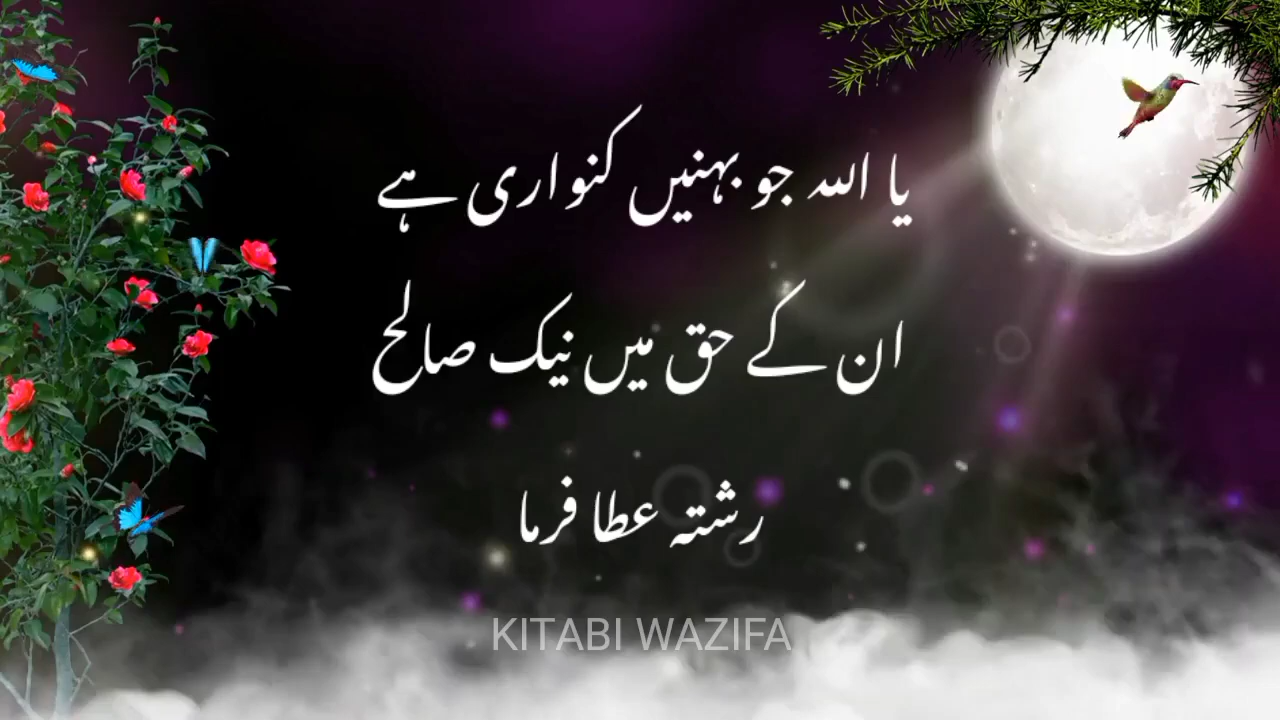 یا اللہ جو بہنیں کنواری ہے
ان کے حق میں نیک صالح
رشتہ عطا فرما
KITABI WAZIFA